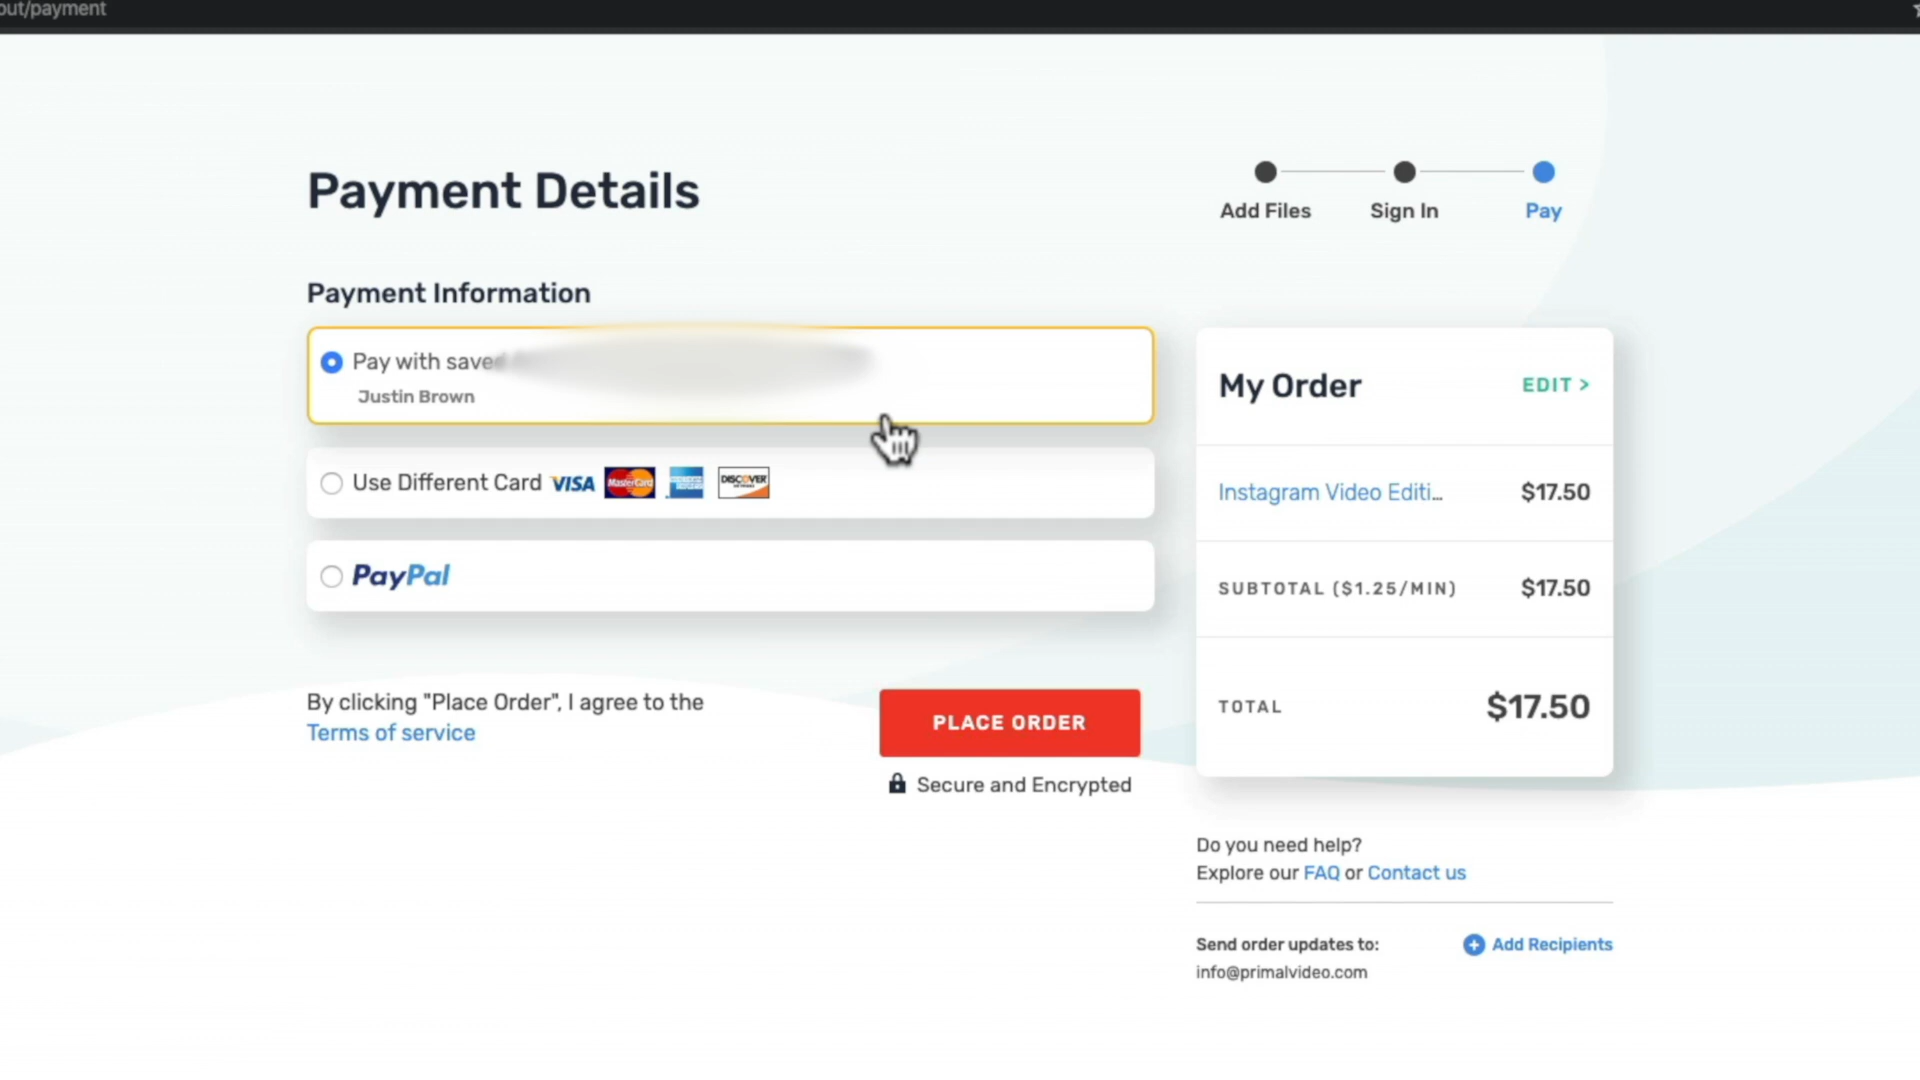 out/payment
Payment Details
Add Files
Sign In
Pay
Payment Information
Pay with saved
Justin Brown
Use Different Card VISA MasterCard DISCOVER
PayPal
My Order
EDIT >
Instagram Video Editi...
$17.50
SUBTOTAL ($1.25/MIN)
$17.50
TOTAL
$17.50
By clicking "Place Order", I agree to the
Terms of service
PLACE ORDER
Secure and Encrypted
Do you need help?
Explore our FAQ or Contact us
Send order updates to:
Add Recipients
info@primalvideo.com